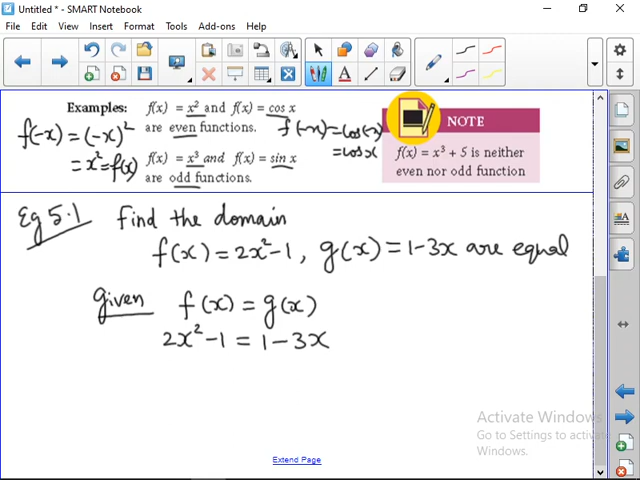 Untitled * - SMART Notebook
File Edit View Insert Format Tools Add-ons Help
Examples: f(x) = x² and f(x) = cos x
are even functions.
f(-x) = (-x)²
= x² = f(x)
f(-x) = cos(-x)
= cos x
f(x) = x³ and f(x) = sin x
are odd functions.
NOTE
f(x) = x³ + 5 is neither
even nor odd function
Eg 5.1 Find the domain
f(x) = 2x² - 1, g(x) = 1 - 3x are equal
Given f(x) = g(x)
2x² - 1 = 1 - 3x
Activate Windows
Go to Settings to activate
Windows.
Extend Page